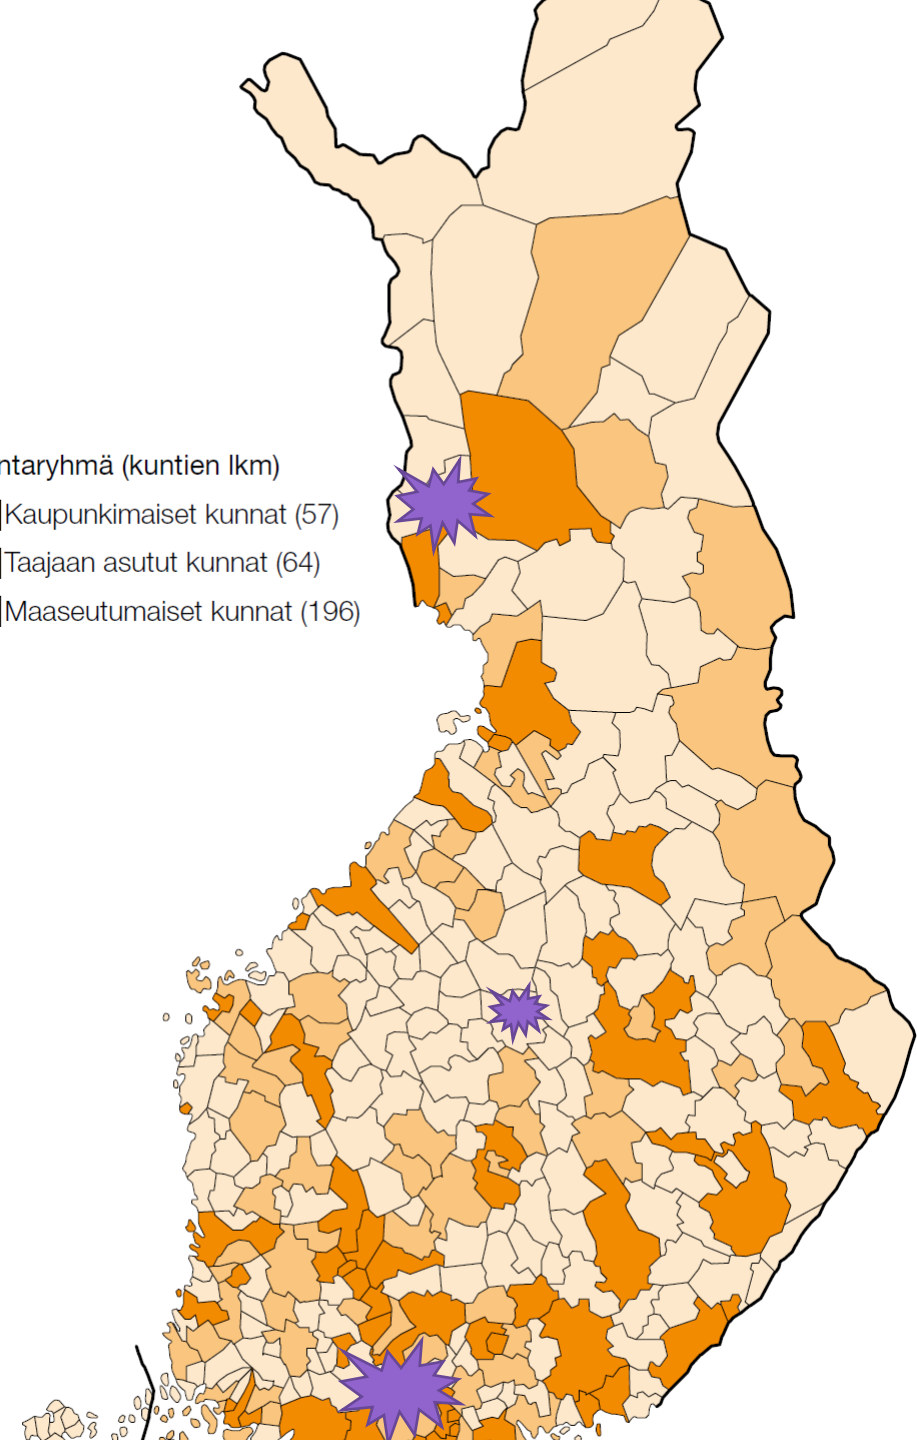 ntaryhmä (kuntien lkm)
Kaupunkimaiset kunnat (57)
Taajaan asutut kunnat (64)
Maaseutumaiset kunnat (196)